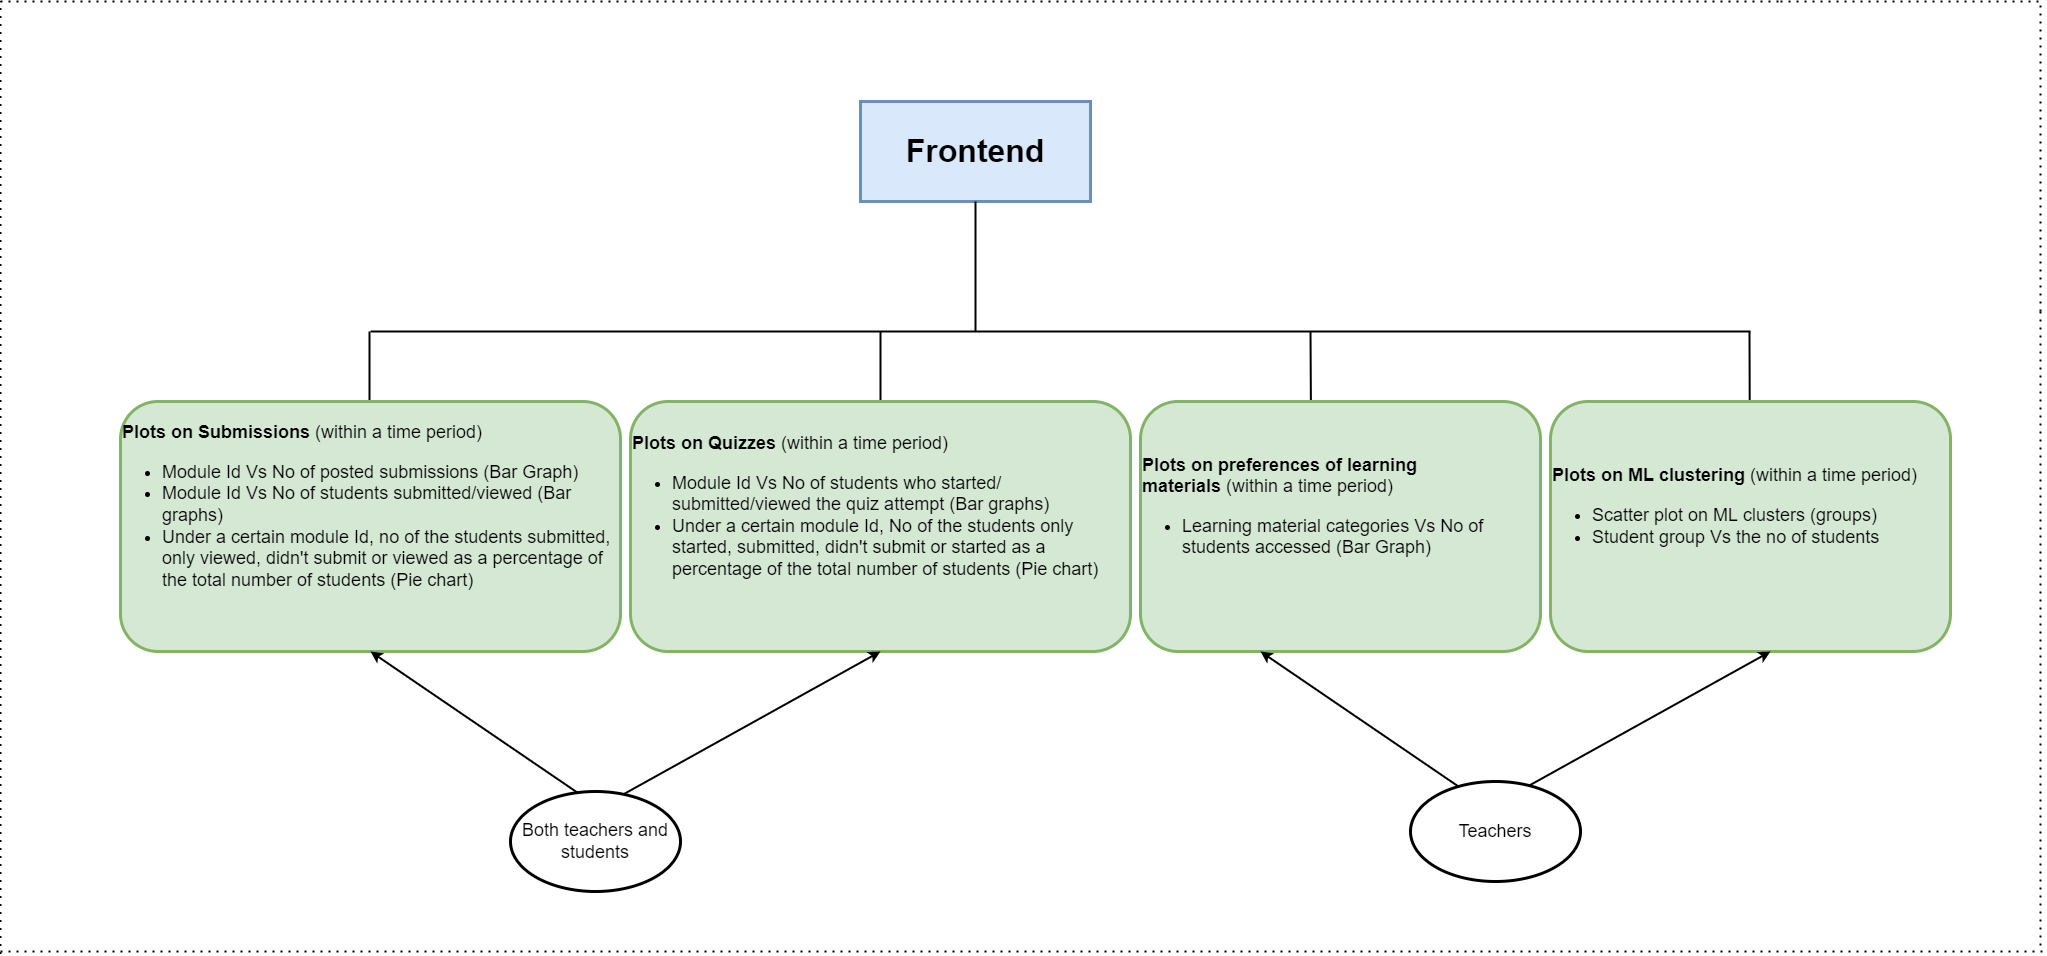 Frontend
Plots on Submissions (within a time period)
• Module Id Vs No of posted submissions (Bar Graph)
• Module Id Vs No of students submitted/viewed (Bar
graphs)
• Under a certain module Id, no of the students submitted,
only viewed, didn't submit or viewed as a percentage of
the total number of students (Pie chart)
Plots on Quizzes (within a time period)
• Module Id Vs No of students who started/
submitted/viewed the quiz attempt (Bar graphs)
• Under a certain module Id, No of the students only
started, submitted, didn't submit or started as a
percentage of the total number of students (Pie chart)
Plots on preferences of learning
materials (within a time period)
• Learning material categories Vs No of
students accessed (Bar Graph)
Plots on ML clustering (within a time period)
• Scatter plot on ML clusters (groups)
• Student group Vs the no of students
Both teachers and
students
Teachers